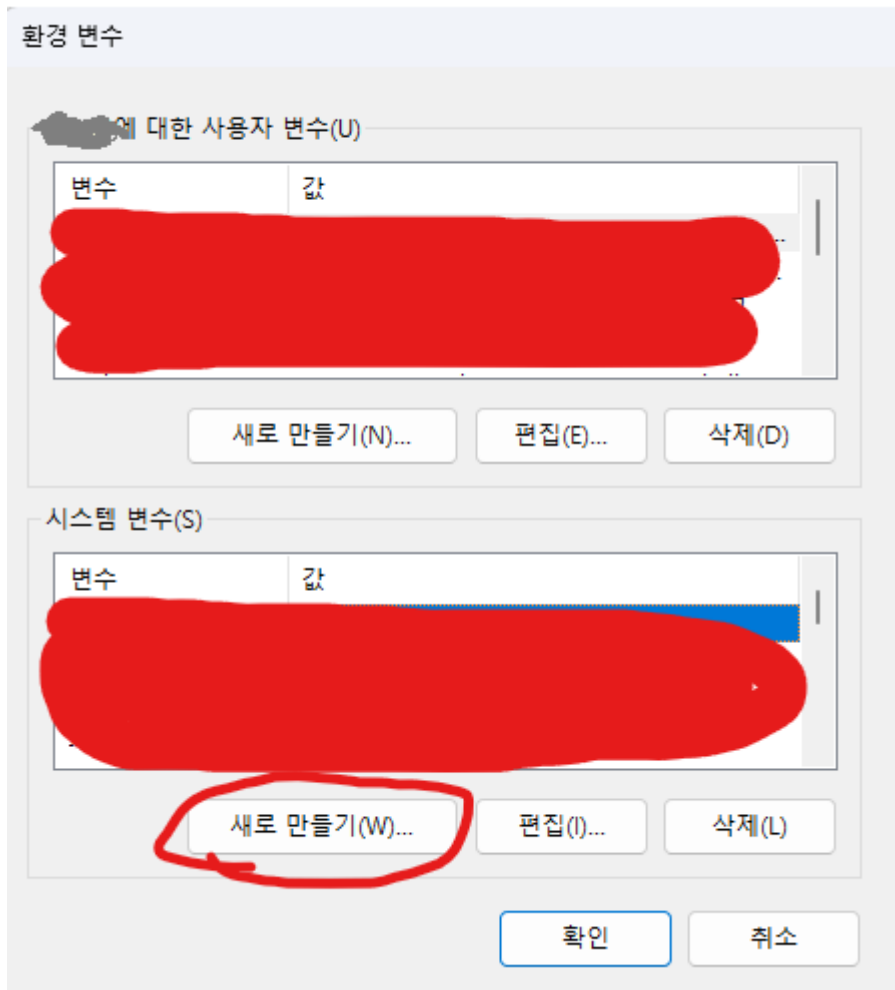 환경 변수
에 대한 사용자 변수(U)
변수 값
새로 만들기(N)... 편집(E)... 삭제(D)
시스템 변수(S)
변수 값
새로 만들기(W)... 편집(I)... 삭제(L)
확인 취소